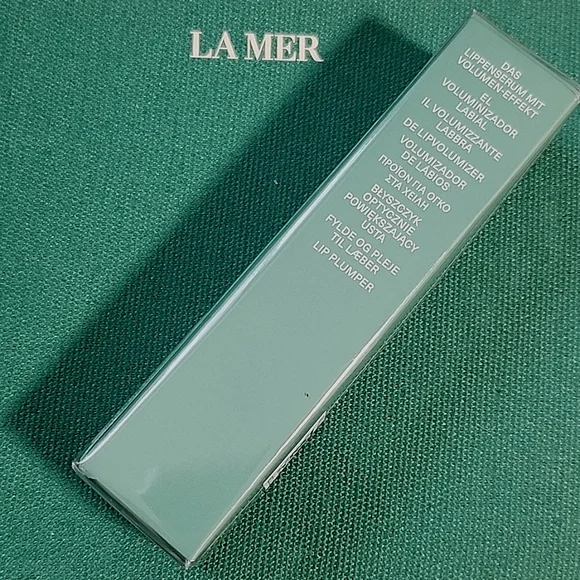 LA MER
DAS
LIPPENSERUM MIT
VOLUMEN-EFFEKT
EL
VOLUMINIZADOR
LABIAL
IL VOLUMIZZANTE
LABBRA
DE LIPVOLUMIZER
VOLUMIZADOR
DE LABIOS
ΠΡΟΪΟΝ ΓΙΑ ΟΓΚΟ
ΣΤΑ ΧΕΙΛΗ
BŁYSZCZYK
OPTYCZNIE
POWIĘKSZAJĄCY
USTA
FYLDE OG PLEJE
TIL LÆBER
LIP PLUMPER